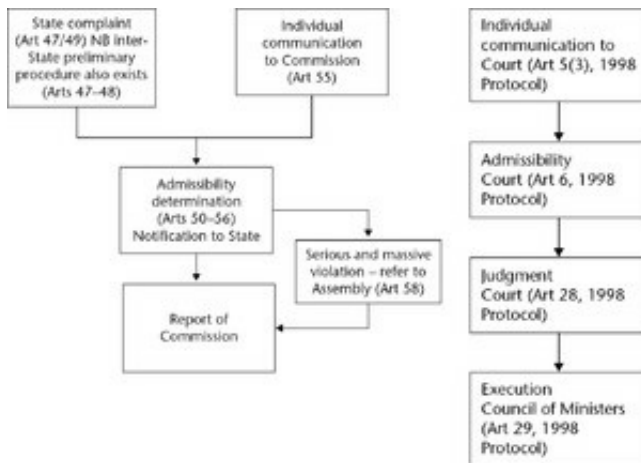 State complaint
(Art 47/49) NB inter-
State preliminary
procedure also exists
(Arts 47–48)
Individual
communication
to Commission
(Art 55)
Admissibility
determination
(Arts 50–56)
Notification to State
Serious and massive
violation – refer to
Assembly (Art 58)
Report of
Commission
Individual
communication to
Court (Art 5(3), 1998
Protocol)
Admissibility
Court (Art 6, 1998
Protocol)
Judgment
Court (Art 28, 1998
Protocol)
Execution
Council of Ministers
(Art 29, 1998
Protocol)